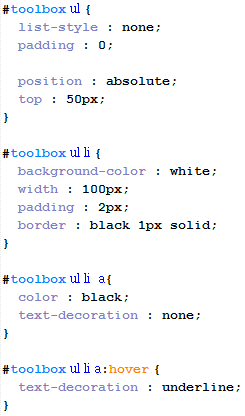 #toolbox ul {
list-style : none;
padding : 0;
position : absolute;
top : 50px;
}
#toolbox ul li {
background-color : white;
width : 100px;
padding : 2px;
border : black 1px solid;
}
#toolbox ul li a{
color : black;
text-decoration : none;
}
#toolbox ul li a:hover {
text-decoration : underline;
}